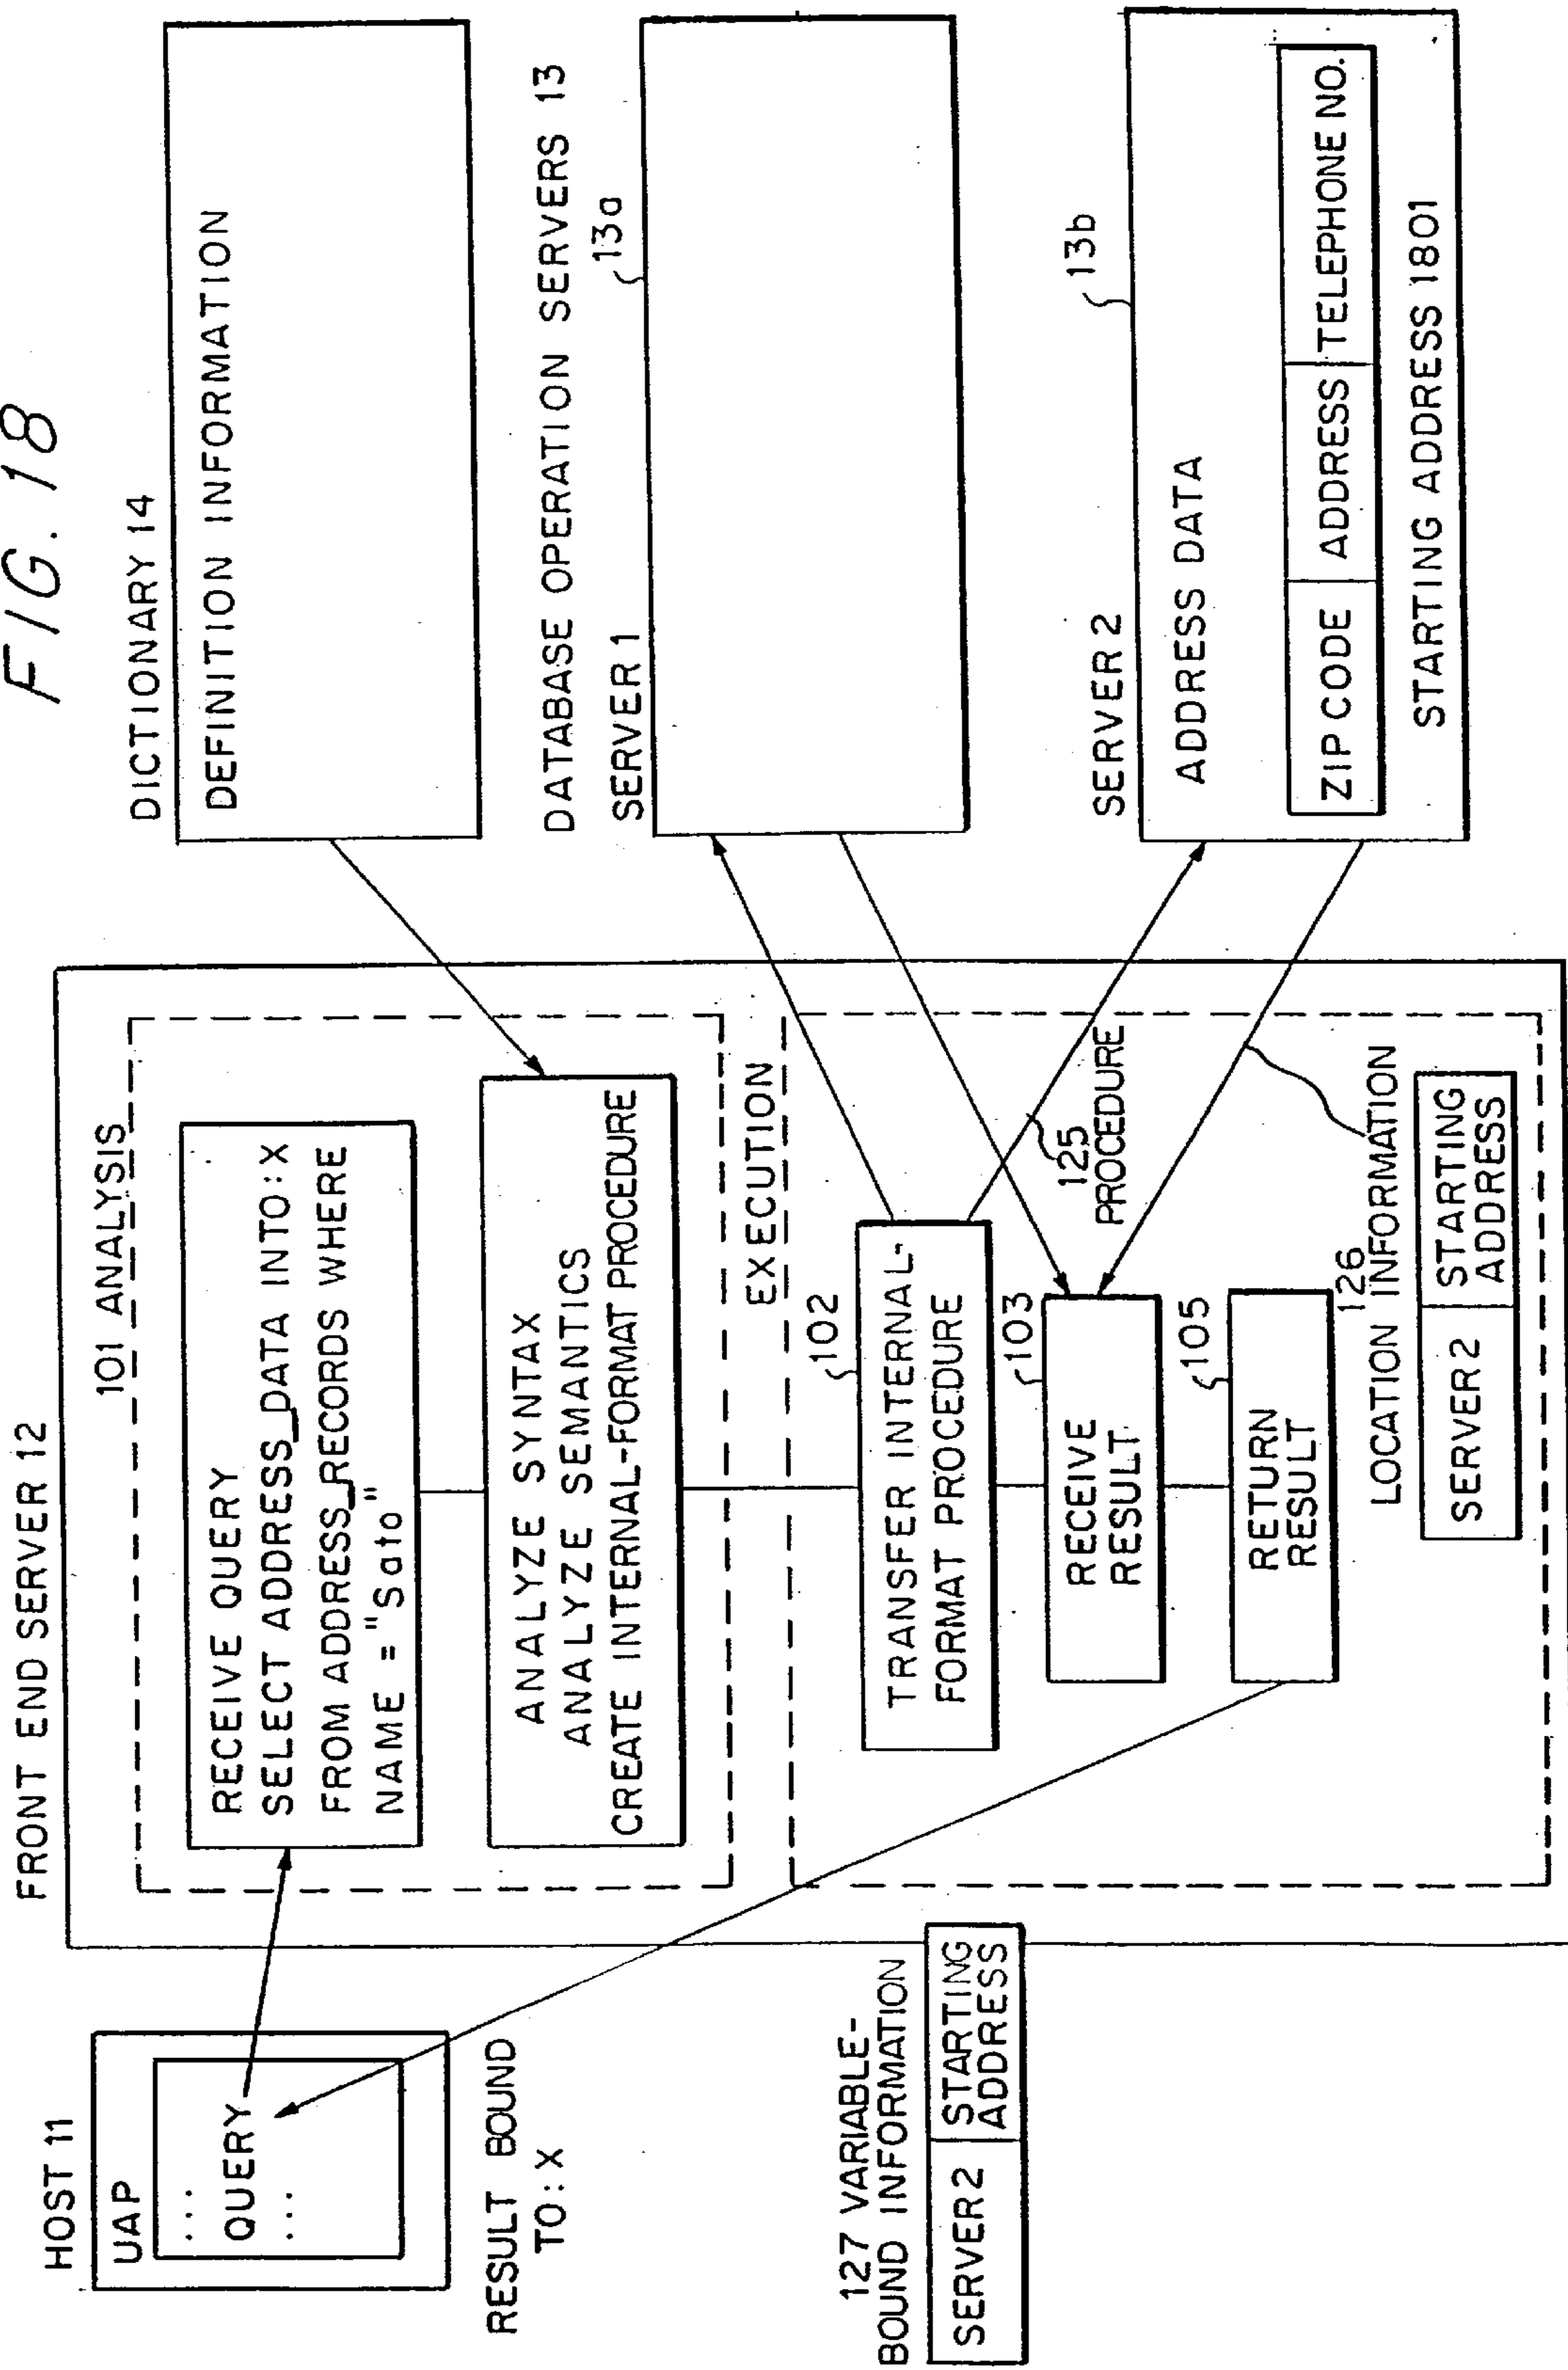 FIG. 18
HOST 11
UAP
...
QUERY
...
RESULT BOUND
TO:X
127 VARIABLE-
BOUND INFORMATION
SERVER2
STARTING
ADDRESS
FRONT END SERVER 12
101 ANALYSIS
RECEIVE QUERY
SELECT ADDRESS_DATA INTO:X
FROM ADDRESS_RECORDS WHERE
NAME ="Sato"
ANALYZE SYNTAX
ANALYZE SEMANTICS
CREATE INTERNAL-FORMAT PROCEDURE
EXECUTION
102
TRANSFER INTERNAL-
FORMAT PROCEDURE
103
RECEIVE
RESULT
105
RETURN
RESULT
125
PROCEDURE
126
LOCATION INFORMATION
SERVER2
STARTING
ADDRESS
DICTIONARY 14
DEFINITION INFORMATION
DATABASE OPERATION SERVERS 13
SERVER 1
13a
SERVER 2
13b
ADDRESS DATA
ZIP CODE
ADDRESS
TELEPHONE NO.
STARTING ADDRESS 1801